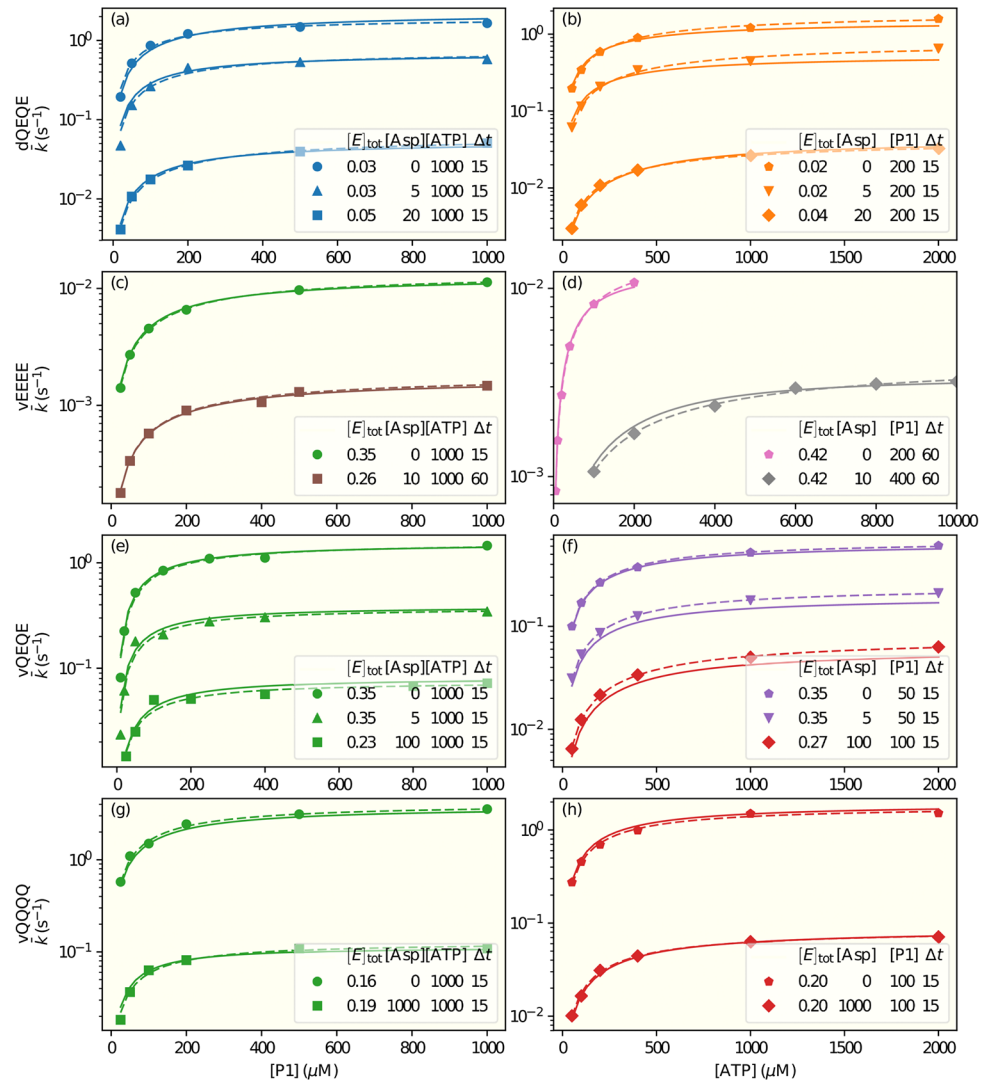 (a)
(b)
dQEQE
k̄ (s⁻¹)
10⁰
10⁻¹
10⁻²
[E]tot [Asp] [ATP] Δt
0.03 0 1000 15
0.03 5 1000 15
0.05 20 1000 15
0 200 400 600 800 1000
10⁰
10⁻¹
10⁻²
[E]tot [Asp] [P1] Δt
0.02 0 200 15
0.02 5 200 15
0.04 20 200 15
0 500 1000 1500 2000
(c)
(d)
vEEEE
k̄ (s⁻¹)
10⁻²
10⁻³
[E]tot [Asp] [ATP] Δt
0.35 0 1000 15
0.26 10 1000 60
0 200 400 600 800 1000
10⁻²
10⁻³
[E]tot [Asp] [P1] Δt
0.42 0 200 60
0.42 10 400 60
0 2000 4000 6000 8000 10000
(e)
(f)
vQEQE
k̄ (s⁻¹)
10⁰
10⁻¹
[E]tot [Asp] [ATP] Δt
0.35 0 1000 15
0.35 5 1000 15
0.23 100 1000 15
0 200 400 600 800 1000
10⁻¹
10⁻²
[E]tot [Asp] [P1] Δt
0.35 0 50 15
0.35 5 50 15
0.27 100 100 15
0 500 1000 1500 2000
(g)
(h)
vQQQQ
k̄ (s⁻¹)
10⁰
10⁻¹
[E]tot [Asp] [ATP] Δt
0.16 0 1000 15
0.19 1000 1000 15
0 200 400 600 800 1000
[P1] (μM)
10⁰
10⁻¹
10⁻²
[E]tot [Asp] [P1] Δt
0.20 0 100 15
0.20 1000 100 15
0 500 1000 1500 2000
[ATP] (μM)